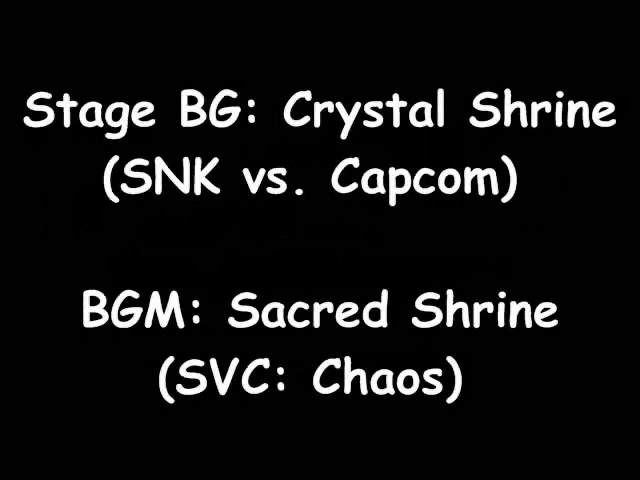 Stage BG: Crystal Shrine
(SNK vs. Capcom)
BGM: Sacred Shrine
(SVC: Chaos)